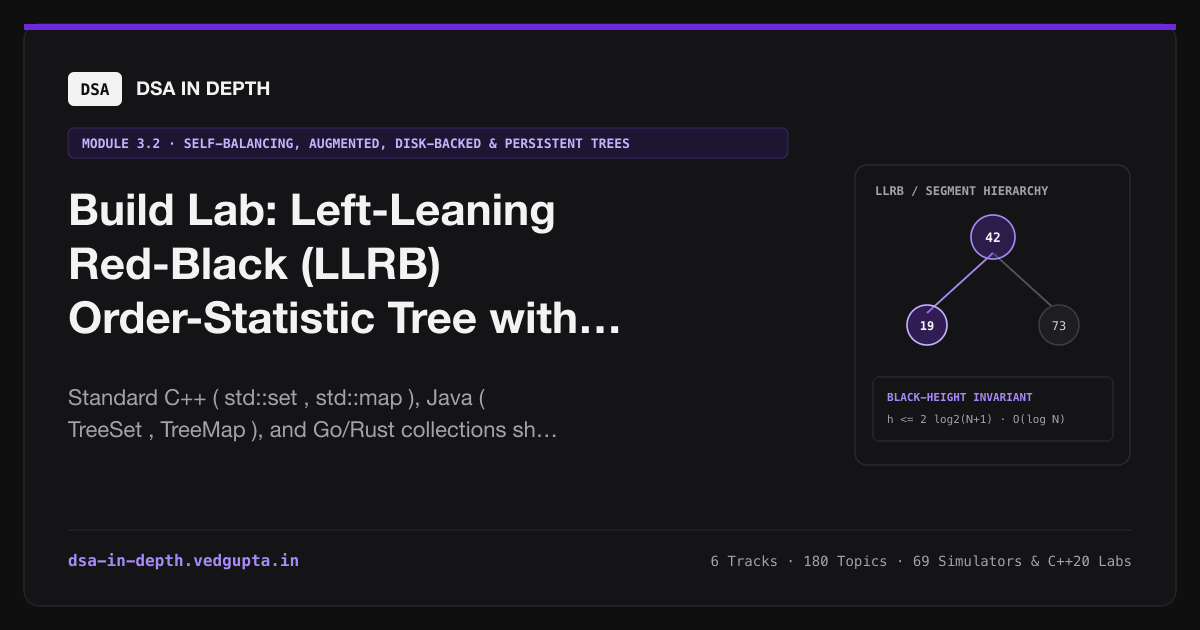 DSA DSA IN DEPTH
MODULE 3.2 · SELF-BALANCING, AUGMENTED, DISK-BACKED & PERSISTENT TREES
Build Lab: Left-Leaning
Red-Black (LLRB)
Order-Statistic Tree with...
Standard C++ ( std::set , std::map ), Java (
TreeSet , TreeMap ), and Go/Rust collections sh...
LLRB / SEGMENT HIERARCHY
42
19 73
BLACK-HEIGHT INVARIANT
h <= 2 log2(N+1) · O(log N)
dsa-in-depth.vedgupta.in
6 Tracks · 180 Topics · 69 Simulators & C++20 Labs